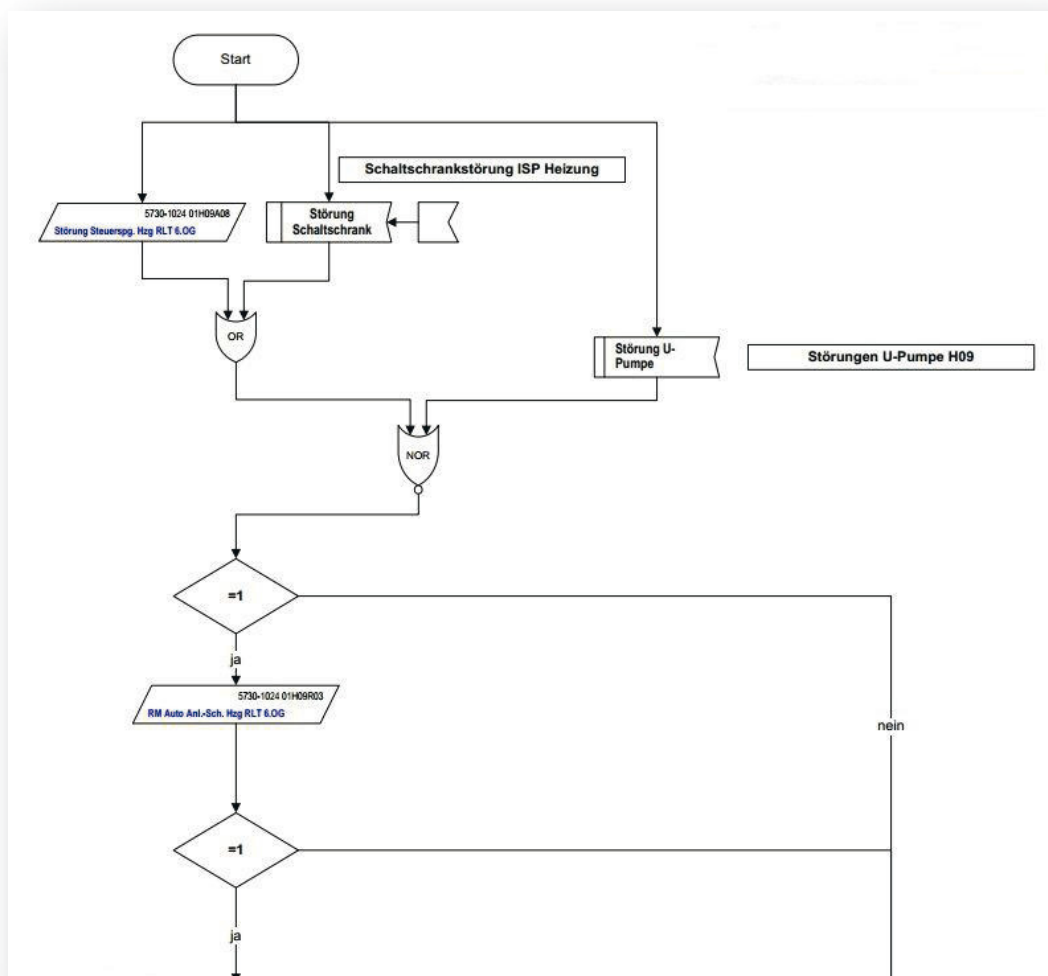 Start
Schaltschrankstörung ISP Heizung
5730-1024 01H09A08
Störung Steuerspg. Hzg RLT 6.OG
Störung
Schaltschrank
OR
Störung U-
Pumpe
Störungen U-Pumpe H09
NOR
=1
ja
5730-1024 01H09R03
RM Auto Anl.-Sch. Hzg RLT 6.OG
nein
=1
ja